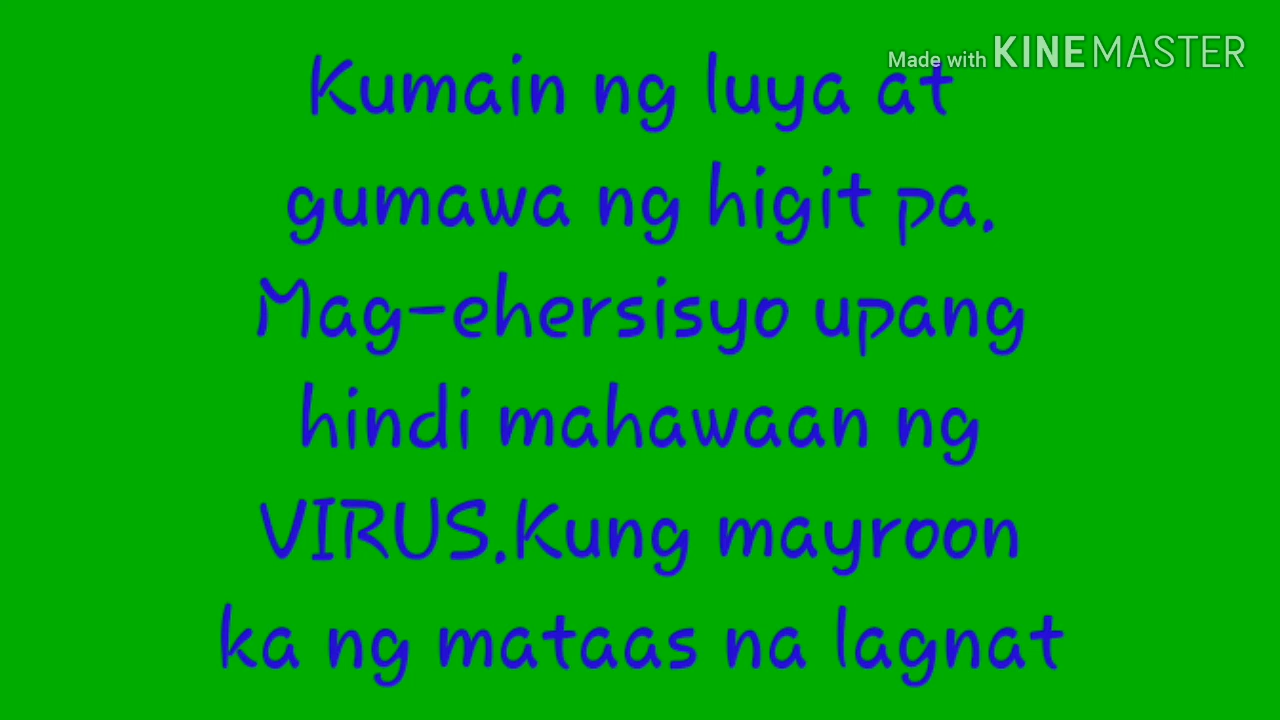 Made with KINEMASTER
Kumain ng luya at
gumawa ng higit pa.
Mag-ehersisyo upang
hindi mahawaan ng
VIRUS.Kung mayroon
ka ng mataas na lagnat